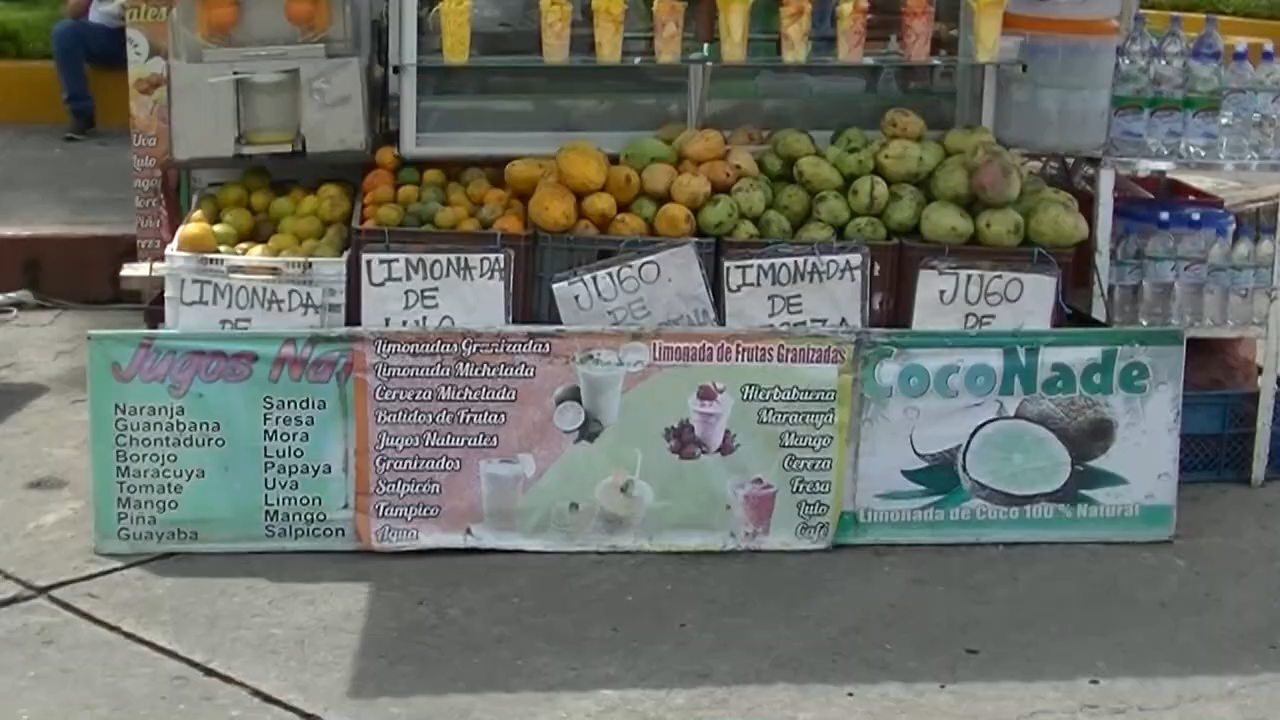 ales
Uva
LIMONADA
DE
LIMONADA
DE
LULO
JUGO
DE
LIMONADA
DE
JUGO
DE
Jugos Nat
Naranja
Guanabana
Chontaduro
Borojo
Maracuya
Tomate
Mango
Piña
Guayaba
Sandia
Fresa
Mora
Lulo
Papaya
Uva
Limon
Mango
Salpicon
Limonadas Granizadas
Limonada Michelada
Cerveza Michelada
Batidos de Frutas
Jugos Naturales
Granizados
Salpicón
Tampico
Agua
Limonada de Frutas Granizadas
Hierbabuena
Maracuyá
Mango
Cereza
Fresa
Lulo
Café
CocoNade
Limonada de Coco 100 % Natural